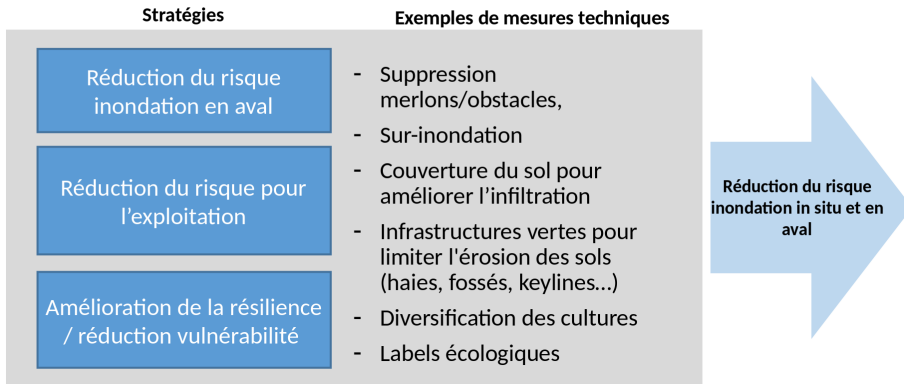 Stratégies
Exemples de mesures techniques
Réduction du risque
inondation en aval
Réduction du risque pour
l’exploitation
Amélioration de la résilience
/ réduction vulnérabilité
- Suppression
merlons/obstacles,
- Sur-inondation
- Couverture du sol pour
améliorer l’infiltration
- Infrastructures vertes pour
limiter l'érosion des sols
(haies, fossés, keylines…)
- Diversification des cultures
- Labels écologiques
Réduction du risque
inondation in situ et en
aval